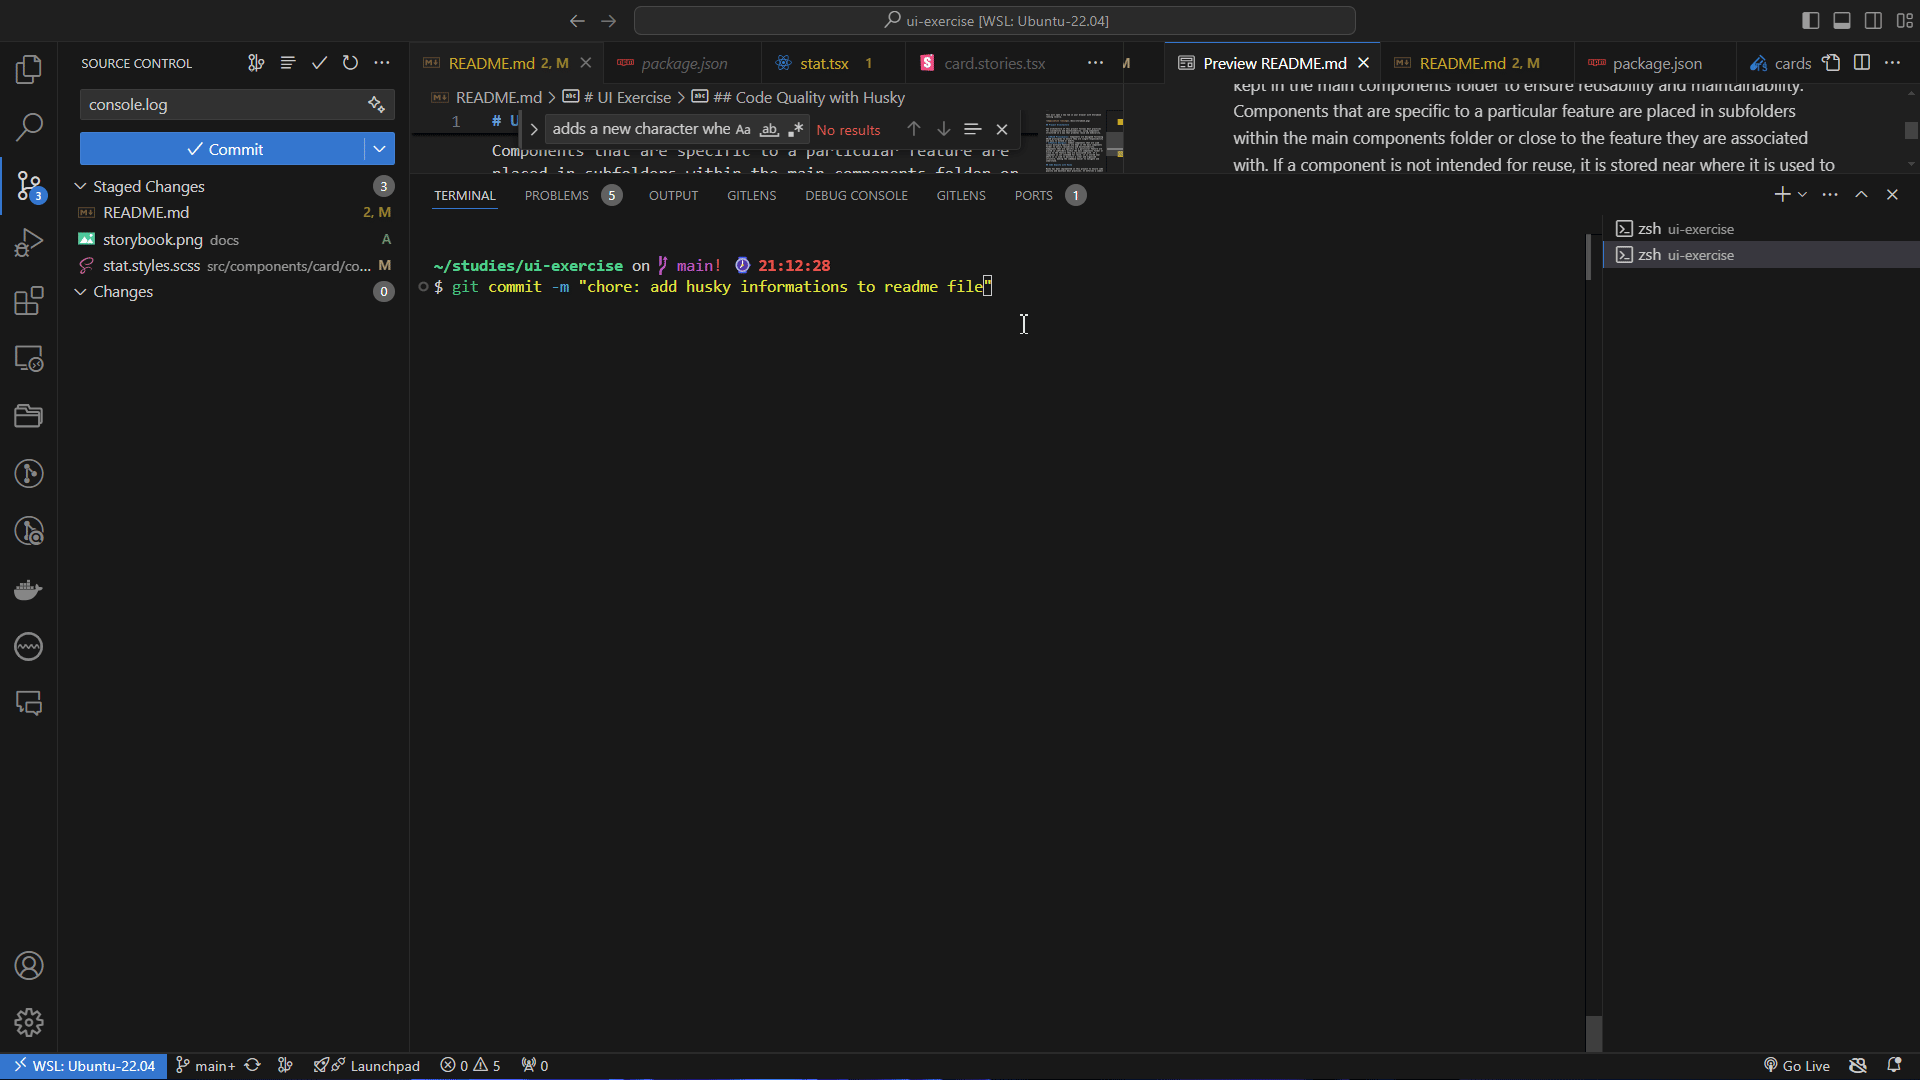 ui-exercise [WSL: Ubuntu-22.04]
SOURCE CONTROL
console.log
Commit
Staged Changes 3
README.md 2, M
storybook.png docs A
stat.styles.scss src/components/card/co... M
Changes 0
3
README.md 2, M
package.json
stat.tsx 1
card.stories.tsx
M
README.md > # UI Exercise > ## Code Quality with Husky
1 # U
adds a new character whe Aa ab No results
Components that are specific to a particular feature are
placed in subfolders within the main components folder or
Preview README.md
README.md 2, M
package.json
cards
kept in the main components folder to ensure reusability and maintainability.
Components that are specific to a particular feature are placed in subfolders
within the main components folder or close to the feature they are associated
with. If a component is not intended for reuse, it is stored near where it is used to
TERMINAL PROBLEMS 5 OUTPUT GITLENS DEBUG CONSOLE GITLENS PORTS 1
~/studies/ui-exercise on main! 21:12:28
$ git commit -m "chore: add husky informations to readme file"
zsh ui-exercise
zsh ui-exercise
WSL: Ubuntu-22.04 main+ Launchpad 0 5 0 Go Live